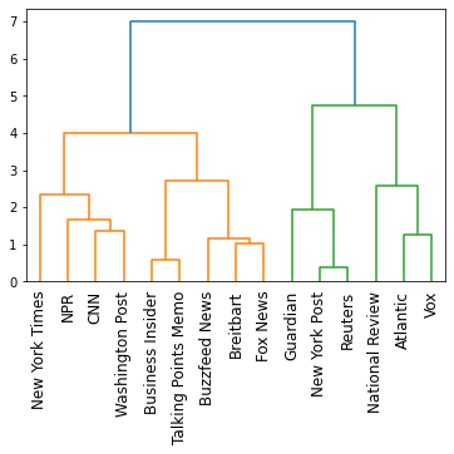 7
6
5
4
3
2
1
0
New York Times
NPR
CNN
Washington Post
Business Insider
Talking Points Memo
Buzzfeed News
Breitbart
Fox News
Guardian
New York Post
Reuters
National Review
Atlantic
Vox